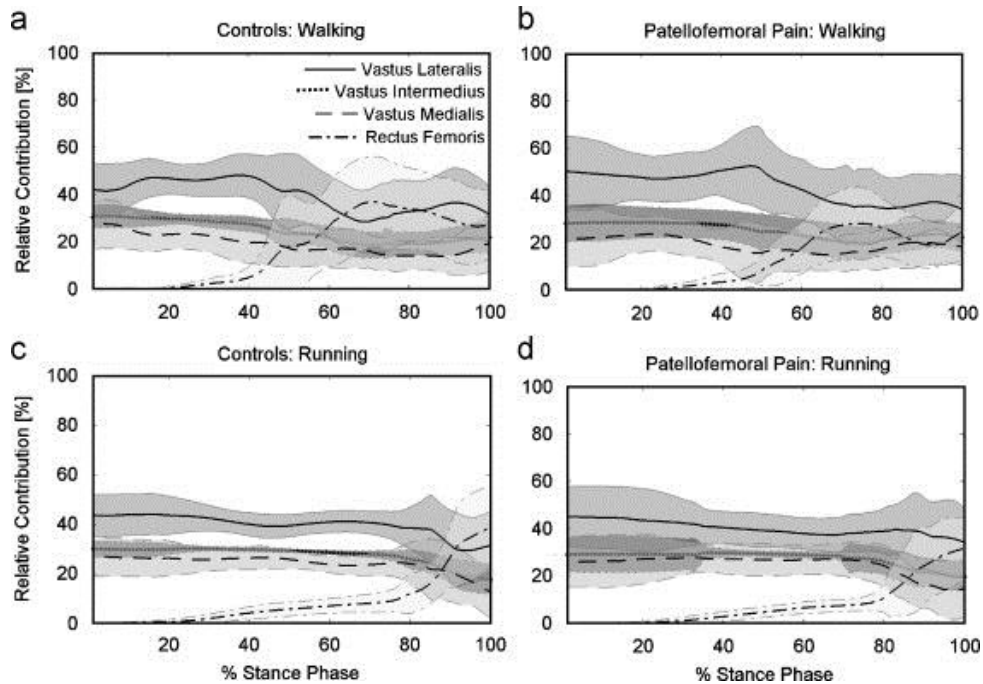 a
Controls: Walking
Relative Contribution [%]
100
80
60
40
20
0
Vastus Lateralis
Vastus Intermedius
Vastus Medialis
Rectus Femoris
20 40 60 80 100
b
Patellofemoral Pain: Walking
100
80
60
40
20
0
20 40 60 80 100
c
Controls: Running
Relative Contribution [%]
100
80
60
40
20
0
20 40 60 80 100
% Stance Phase
d
Patellofemoral Pain: Running
100
80
60
40
20
0
20 40 60 80 100
% Stance Phase